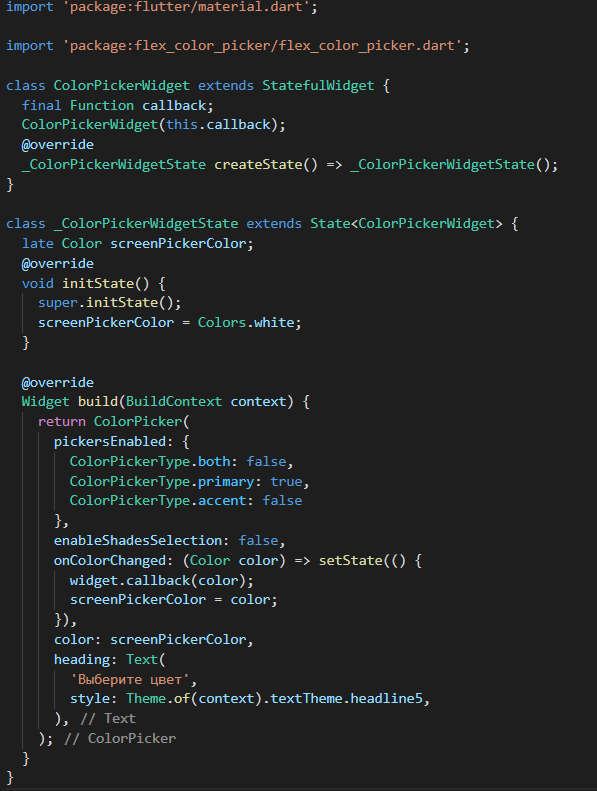 import 'package:flutter/material.dart';
import 'package:flex_color_picker/flex_color_picker.dart';
class ColorPickerWidget extends StatefulWidget {
final Function callback;
ColorPickerWidget(this.callback);
@override
_ColorPickerWidgetState createState() => _ColorPickerWidgetState();
}
class _ColorPickerWidgetState extends State<ColorPickerWidget> {
late Color screenPickerColor;
@override
void initState() {
super.initState();
screenPickerColor = Colors.white;
}
@override
Widget build(BuildContext context) {
return ColorPicker(
pickersEnabled: {
ColorPickerType.both: false,
ColorPickerType.primary: true,
ColorPickerType.accent: false
},
enableShadesSelection: false,
onColorChanged: (Color color) => setState(() {
widget.callback(color);
screenPickerColor = color;
}),
color: screenPickerColor,
heading: Text(
'Выберите цвет',
style: Theme.of(context).textTheme.headline5,
), // Text
); // ColorPicker
}
}